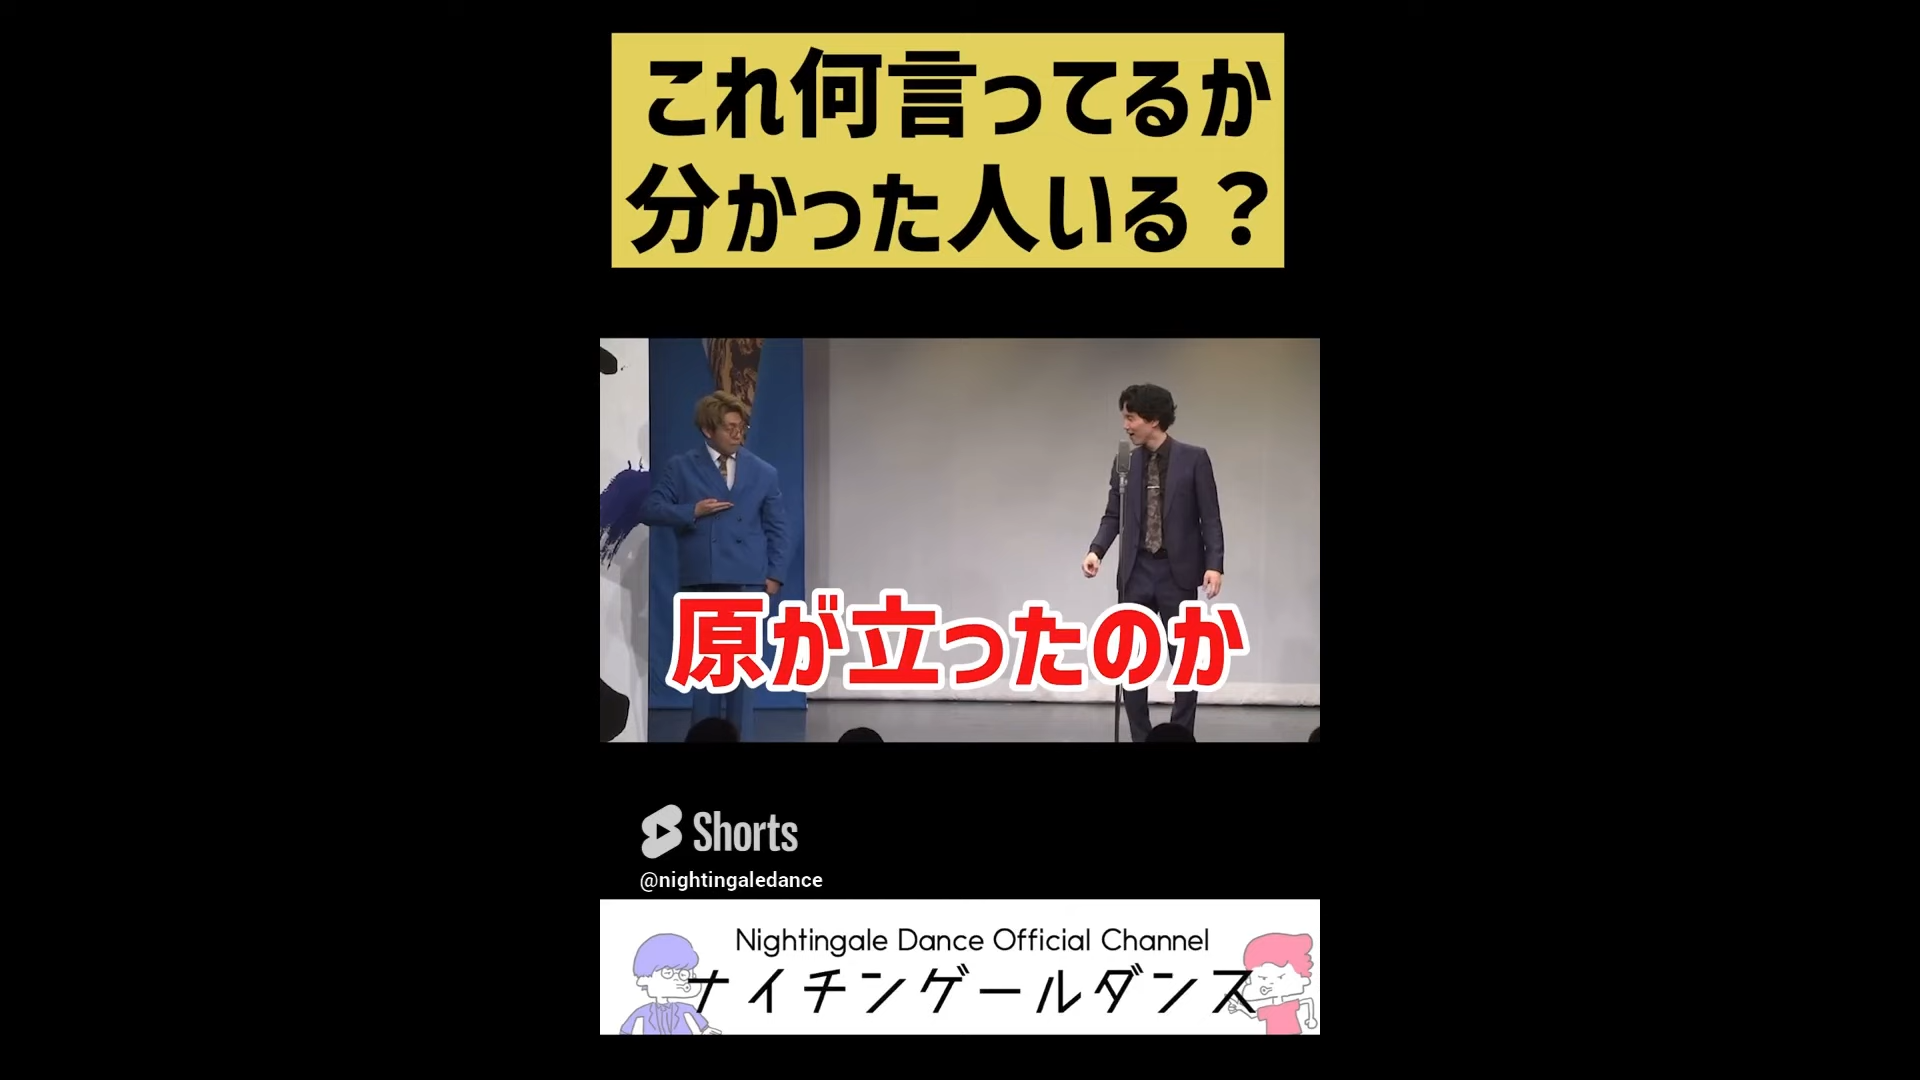 これ何言ってるか
分かった人いる？
原が立ったのか
Shorts
@nightingaledance
Nightingale Dance Official Channel
ナイチンゲールダンス